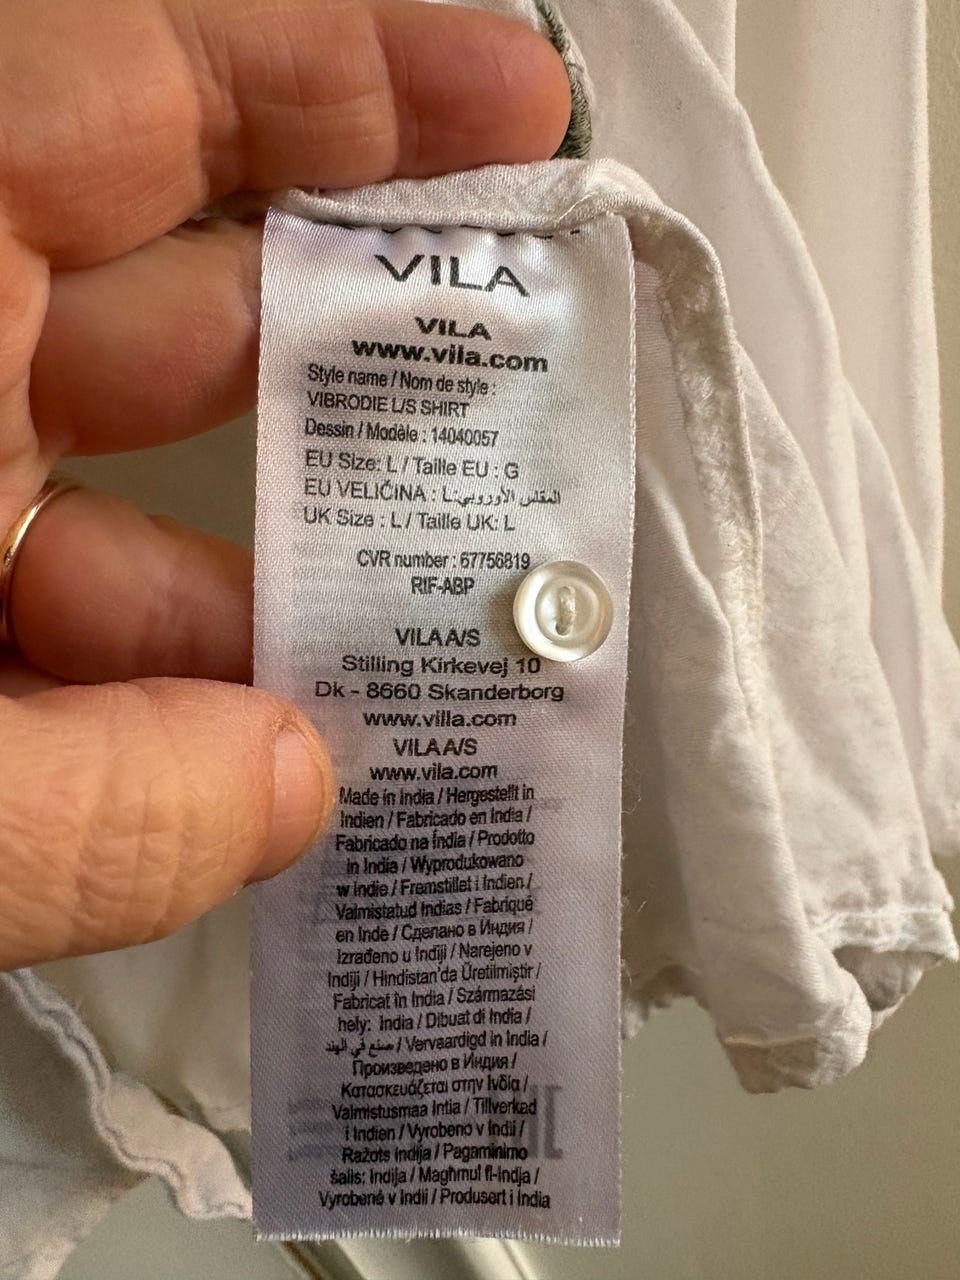 VILA
VILA
www.vila.com
Style name / Nom de style :
VIBRODIE L/S SHIRT
Dessin / Modèle : 14040057
EU Size: L / Taille EU : G
EU VELIČINA : L المقاس الأوروبي:
UK Size : L / Taille UK: L
CVR number : 67756819
RIF-ABP
VILA A/S
Stilling Kirkevej 10
Dk - 8660 Skanderborg
www.villa.com
VILA A/S
www.vila.com
Made in India / Hergestellt in
Indien / Fabricado en India /
Fabricado na Índia / Prodotto
in India / Wyprodukowano
w Indie / Fremstillet i Indien /
Valmistatud Indias / Fabriqué
en Inde / Сделано в Индия /
Izrađeno u Indiji / Narejeno v
Indiji / Hindistan'da Üretilmiştir /
Fabricat în India / Származási
hely: India / Dibuat di India /
صنع في الهند / Vervaardigd in India /
Произведено в Индия /
Κατασκευάζεται στην Ινδία /
Valmistusmaa Intia / Tillverkad
i Indien / Vyrobeno v Indii /
Ražots Indija / Pagaminimo
šalis: Indija / Magħmul fl-Indja /
Vyrobené v Indii / Produsert i India